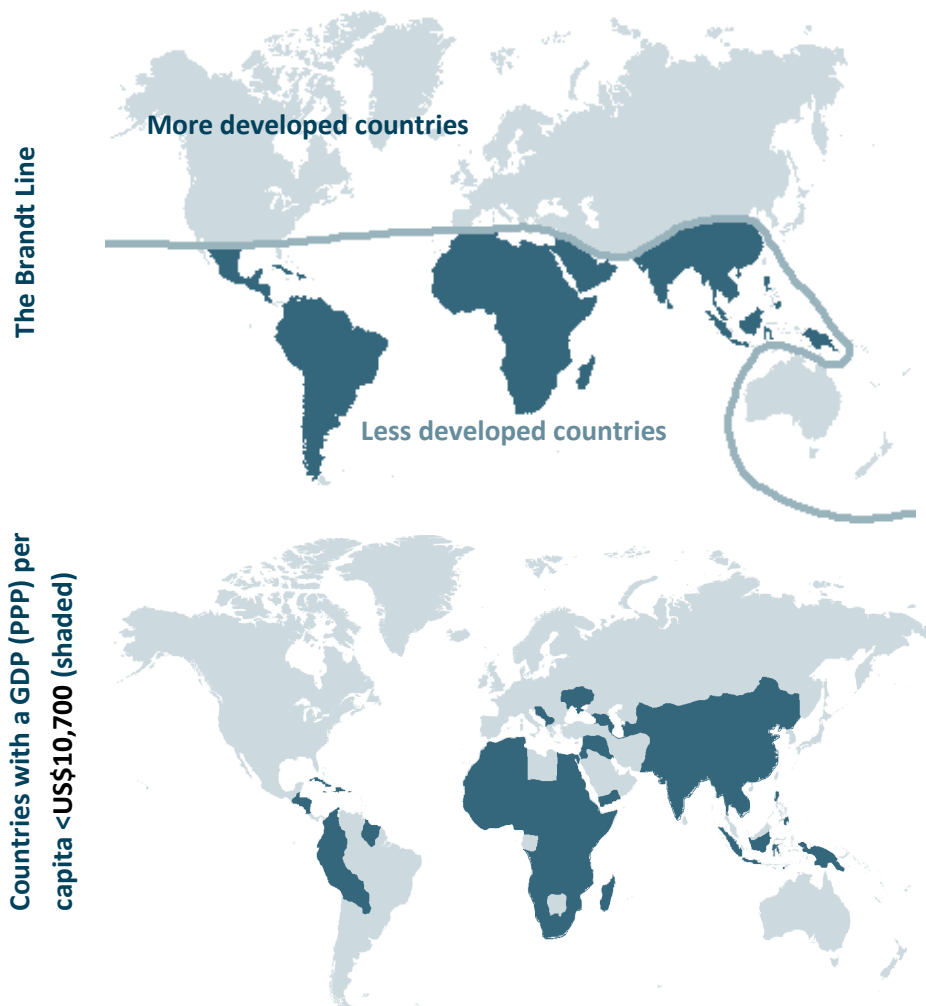 The Brandt Line
More developed countries
Less developed countries
Countries with a GDP (PPP) per
capita <US$10,700 (shaded)